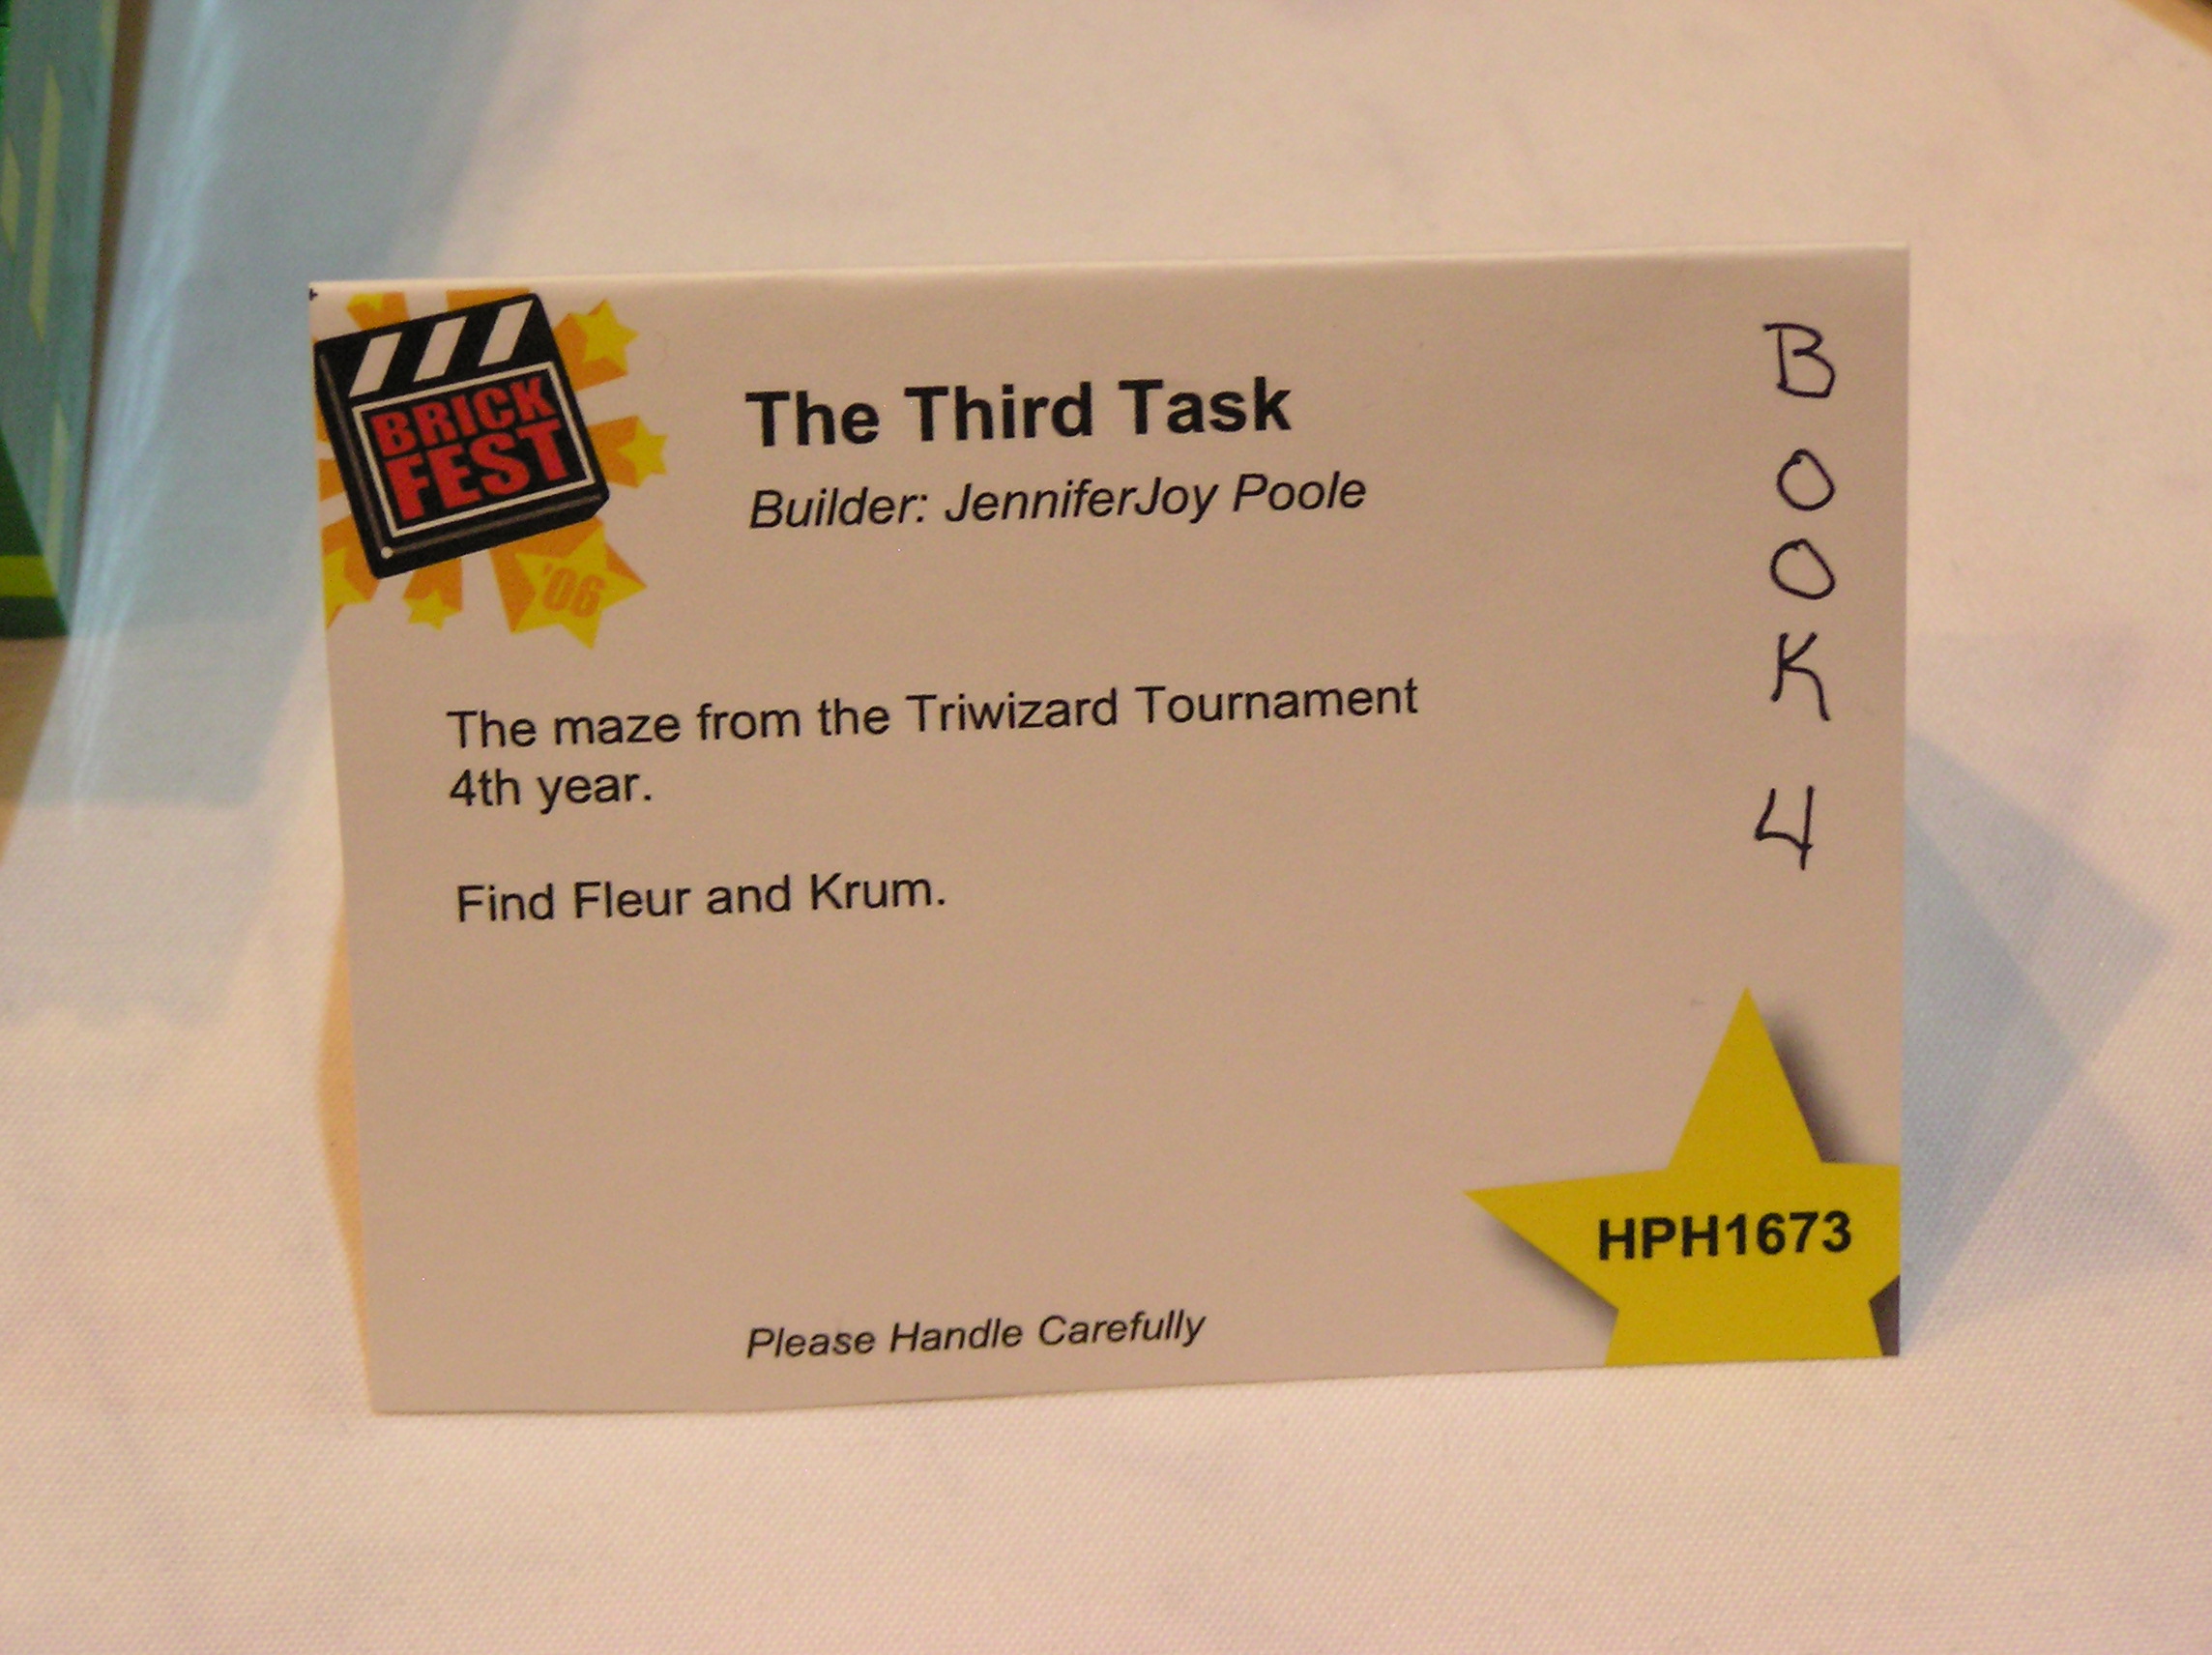 BRICK
FEST
'06
The Third Task
Builder: JenniferJoy Poole
The maze from the Triwizard Tournament
4th year.
Find Fleur and Krum.
B
O
O
K
4
HPH1673
Please Handle Carefully